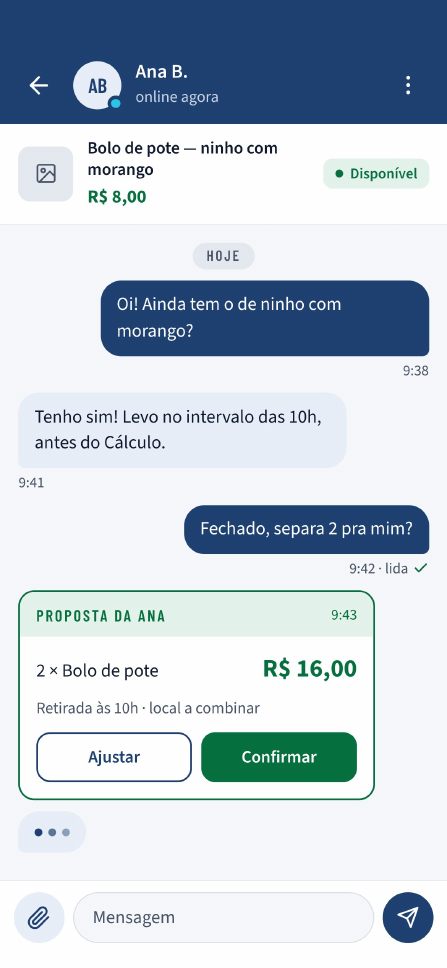 AB
Ana B.
online agora
Bolo de pote — ninho com
morango
R$ 8,00
Disponível
HOJE
Oi! Ainda tem o de ninho com
morango?
9:38
Tenho sim! Levo no intervalo das 10h,
antes do Cálculo.
9:41
Fechado, separa 2 pra mim?
9:42 · lida
PROPOSTA DA ANA
9:43
2 × Bolo de pote
R$ 16,00
Retirada às 10h · local a combinar
Ajustar
Confirmar
Mensagem